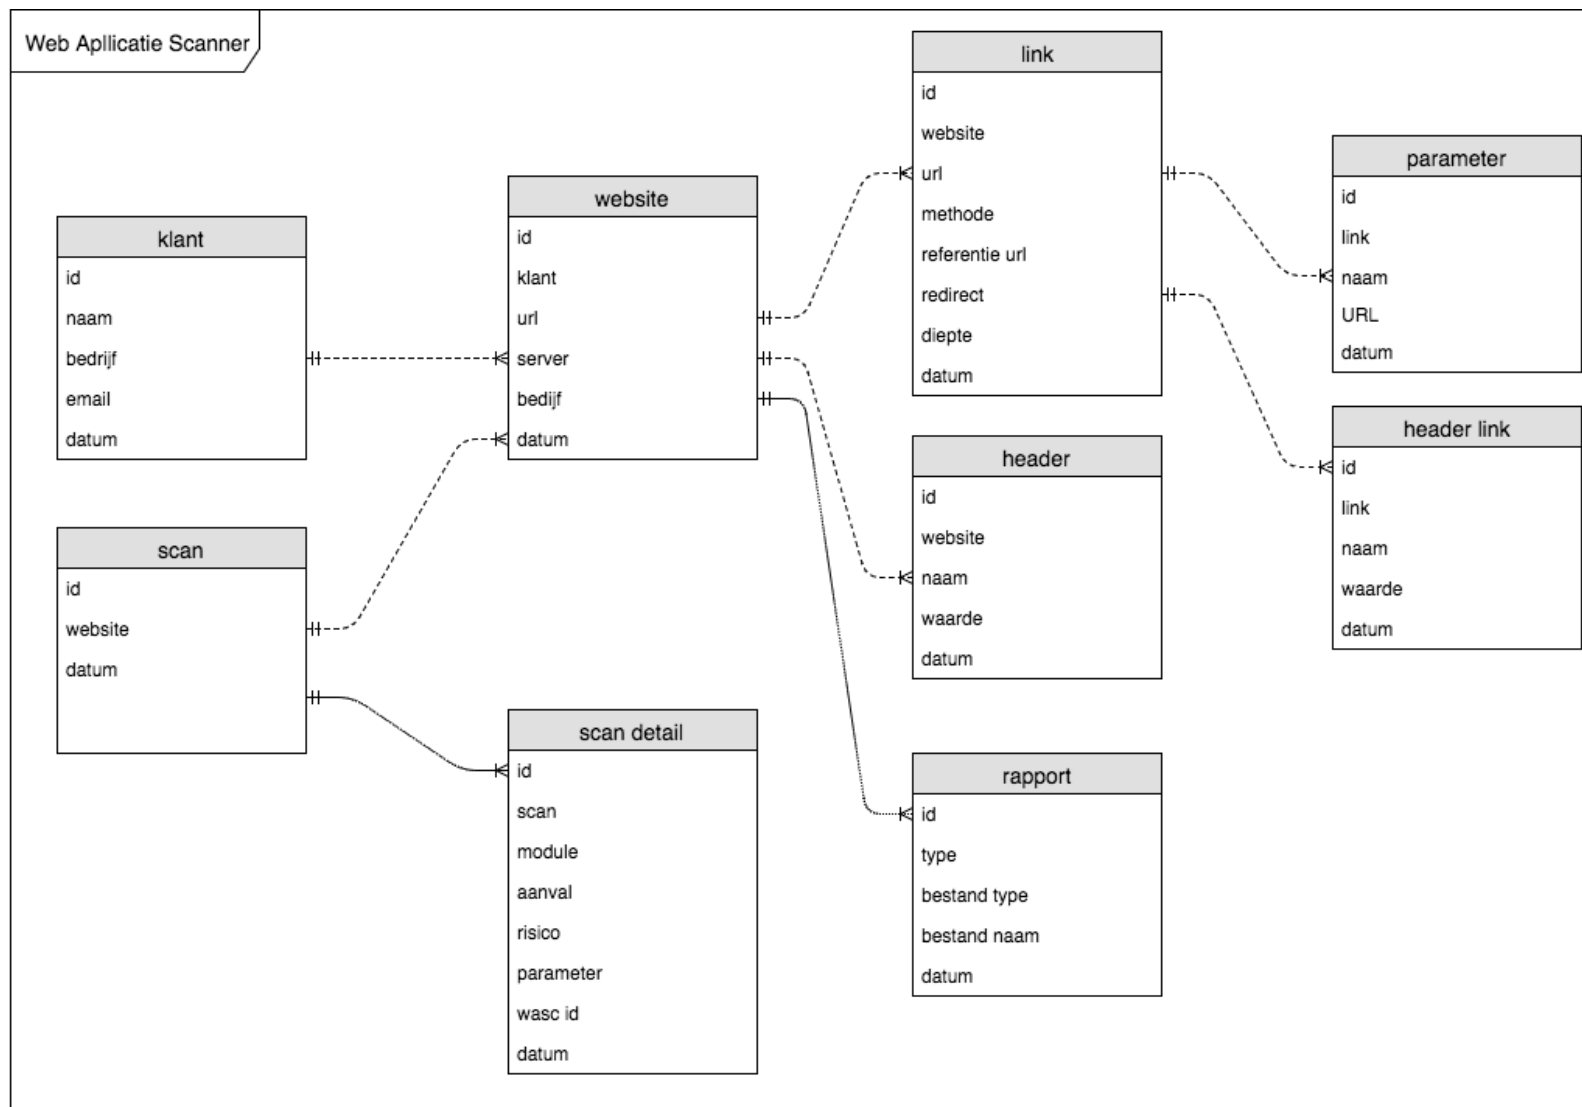 Web Apllicatie Scanner
klant
id
naam
bedrijf
email
datum
scan
id
website
datum
website
id
klant
url
server
bedijf
datum
scan detail
id
scan
module
aanval
risico
parameter
wasc id
datum
link
id
website
url
methode
referentie url
redirect
diepte
datum
header
id
website
naam
waarde
datum
rapport
id
type
bestand type
bestand naam
datum
parameter
id
link
naam
URL
datum
header link
id
link
naam
waarde
datum